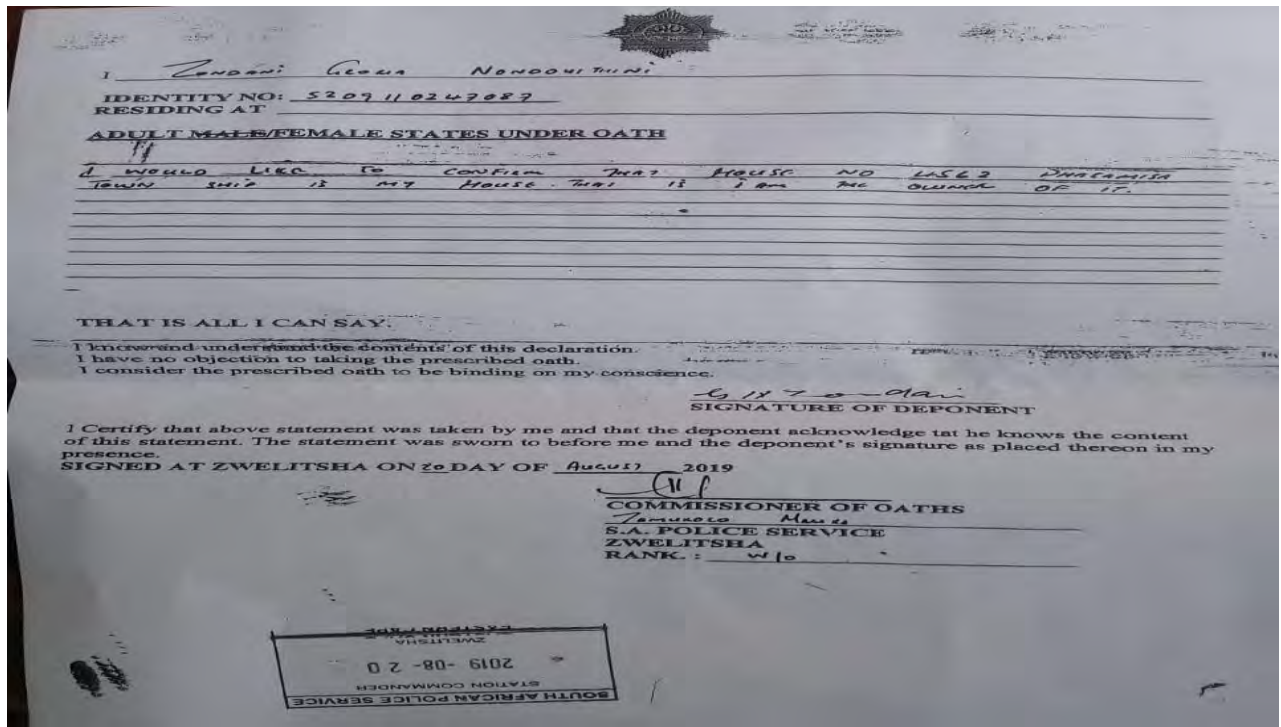 I Zondani Gloria
IDENTITY NO: 5209110247087
RESIDING AT
ADULT MALE/FEMALE STATES UNDER OATH
I WOULD LIKE TO CONFIRM THAT HOUSE NO
TOWN SHIP IS MY HOUSE. THAT IS I AM THE OWNER OF IT.
THAT IS ALL I CAN SAY.
I know and understand the contents of this declaration.
I have no objection to taking the prescribed oath.
I consider the prescribed oath to be binding on my conscience.
SIGNATURE OF DEPONENT
I Certify that above statement was taken by me and that the deponent acknowledge tat he knows the content
of this statement. The statement was sworn to before me and the deponent's signature as placed thereon in my
presence.
SIGNED AT ZWELITSHA ON 20 DAY OF August 2019
COMMISSIONER OF OATHS
S.A. POLICE SERVICE
ZWELITSHA
RANK. : W/O
SOUTH AFRICAN POLICE SERVICE
STATION COMMANDER
2019 -08- 20
ZWELITSHA
EASTERN CAPE